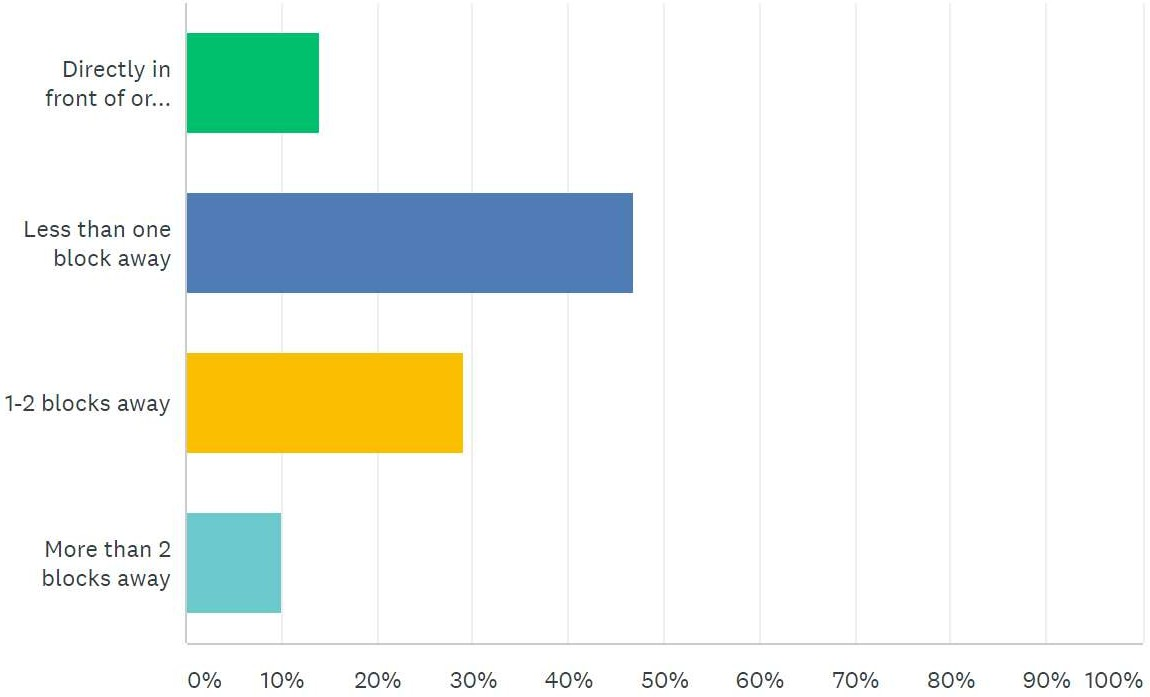 Directly in
front of or...
Less than one
block away
1-2 blocks away
More than 2
blocks away
0% 10% 20% 30% 40% 50% 60% 70% 80% 90% 100%